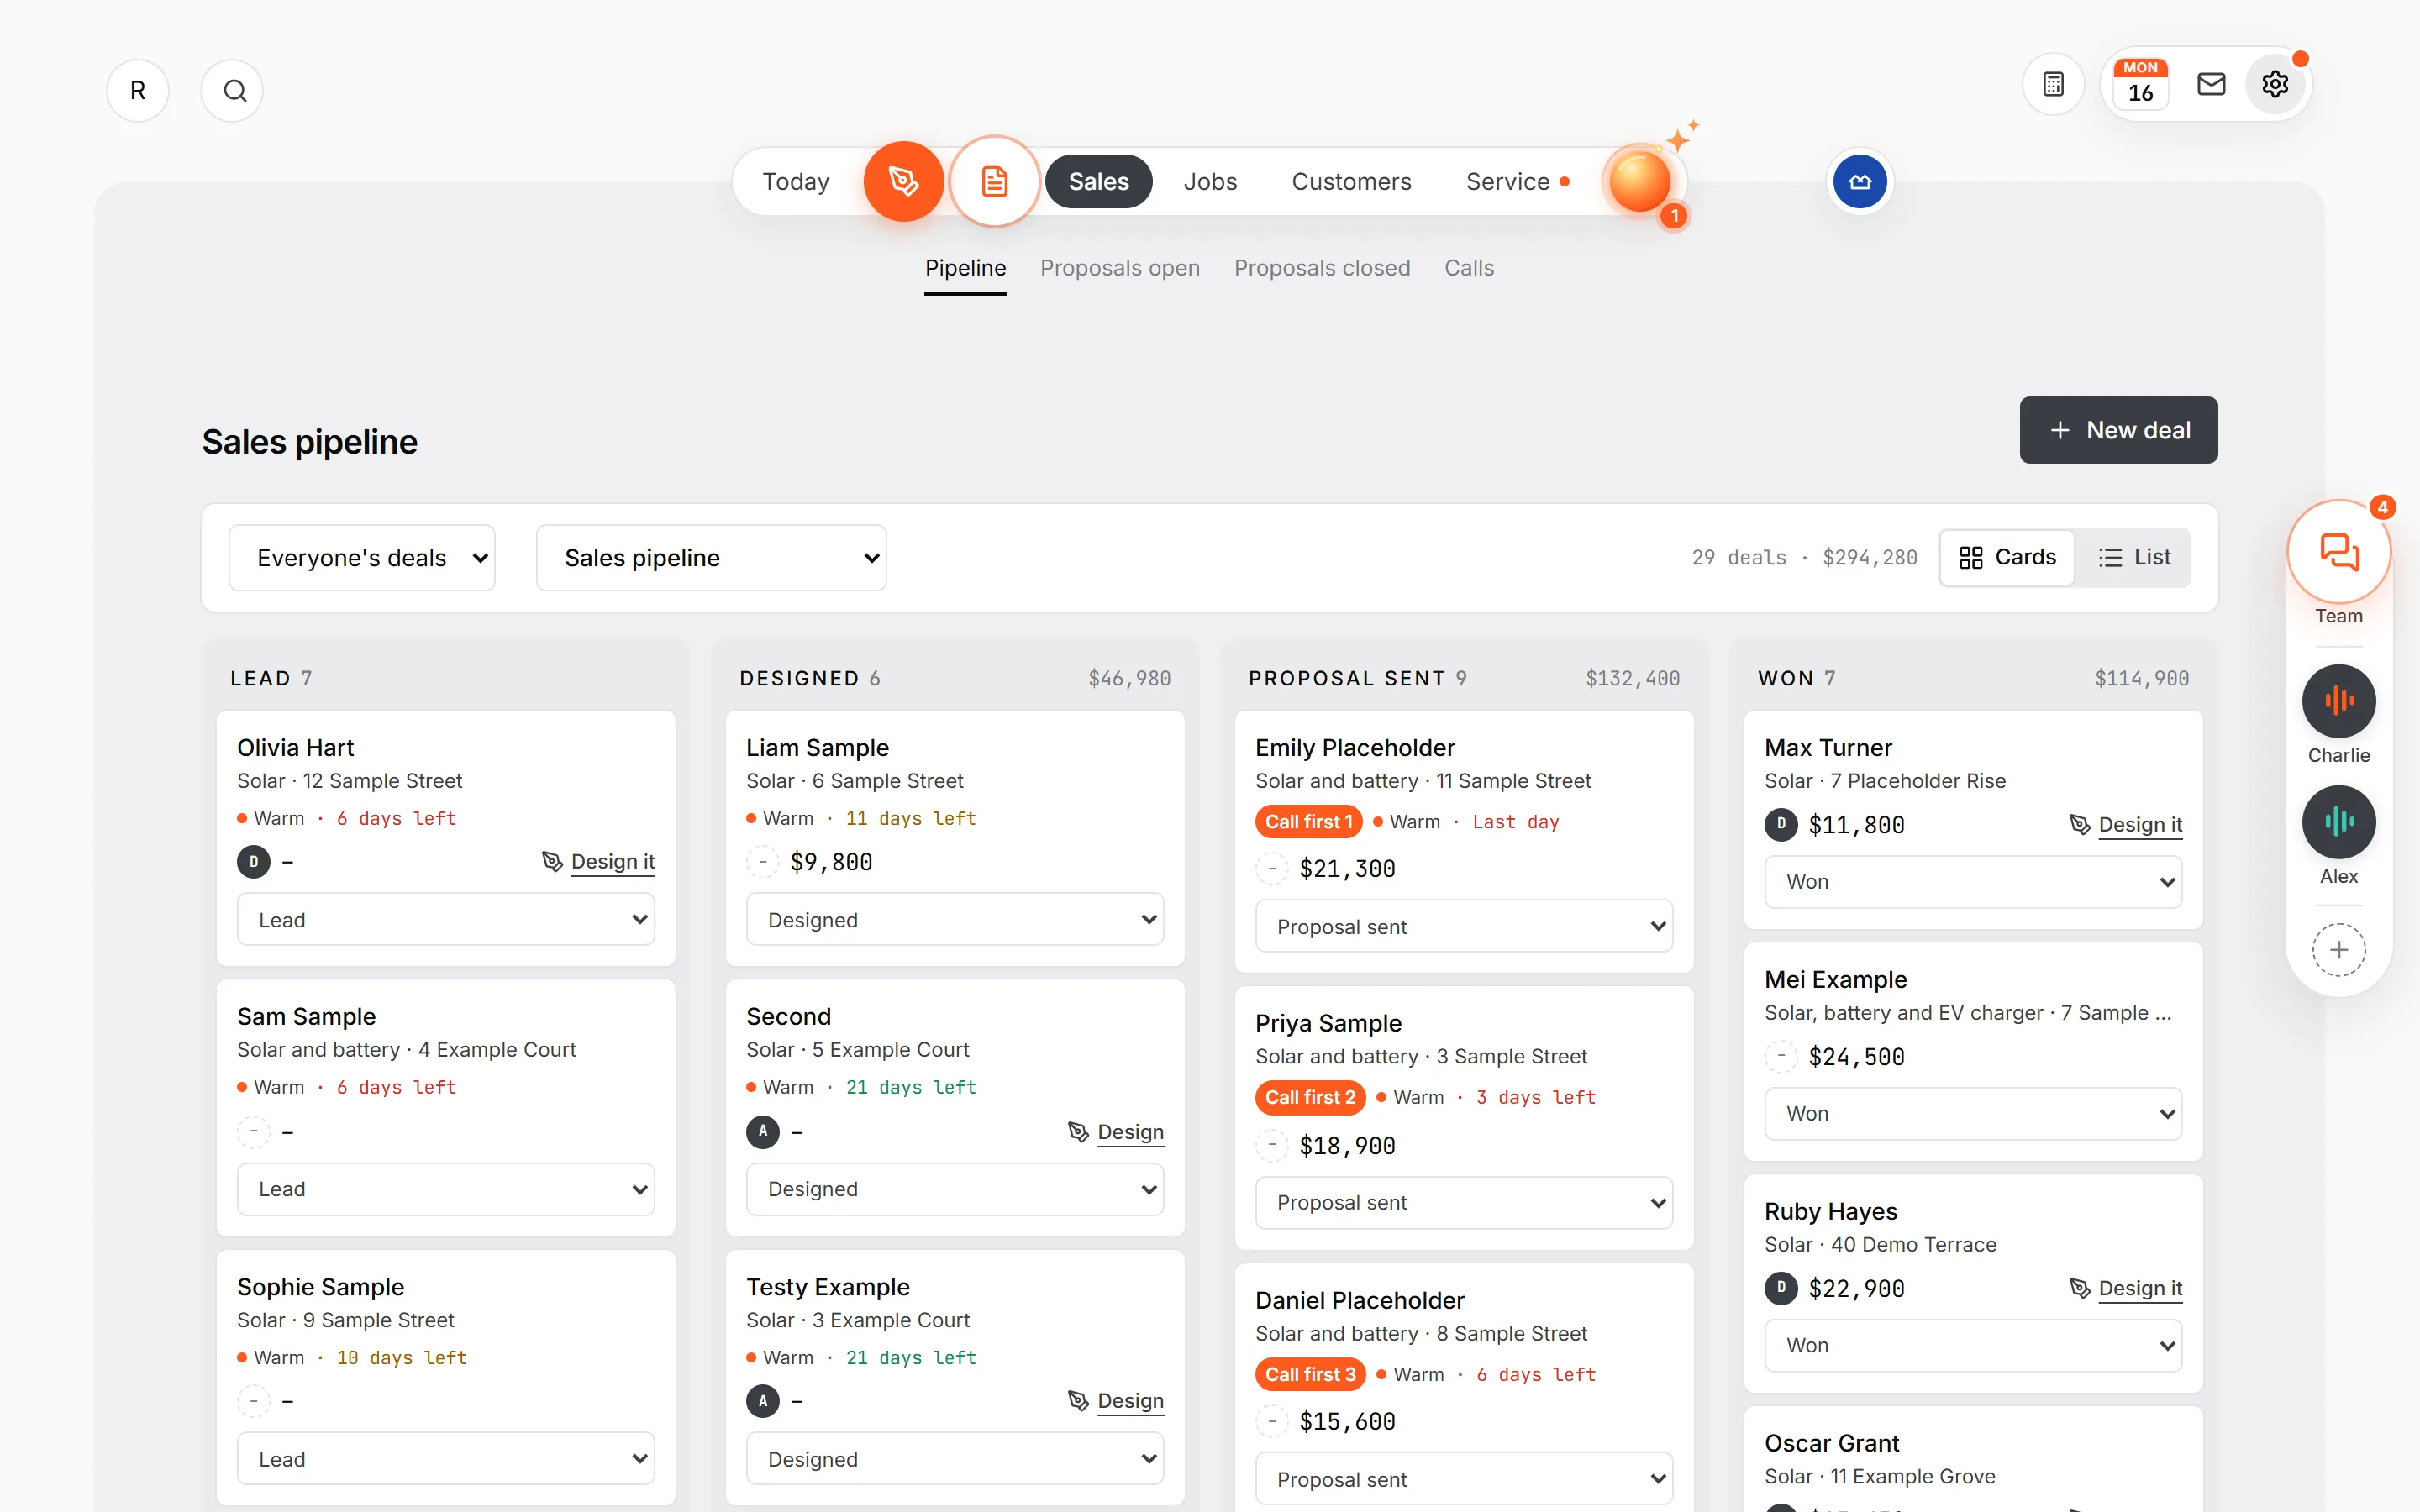 R
MON
16
Today
Sales
Jobs
Customers
Service
1
Pipeline
Proposals open
Proposals closed
Calls
Sales pipeline
+ New deal
Everyone's deals
Sales pipeline
29 deals · $294,280
Cards
List
4
Team
Charlie
Alex
+
LEAD 7
Olivia Hart
Solar · 12 Sample Street
Warm · 6 days left
D – Design it
Lead
Sam Sample
Solar and battery · 4 Example Court
Warm · 6 days left
– –
Lead
Sophie Sample
Solar · 9 Sample Street
Warm · 10 days left
– –
Lead
DESIGNED 6 $46,980
Liam Sample
Solar · 6 Sample Street
Warm · 11 days left
– $9,800
Designed
Second
Solar · 5 Example Court
Warm · 21 days left
A – Design
Designed
Testy Example
Solar · 3 Example Court
Warm · 21 days left
A – Design
Designed
PROPOSAL SENT 9 $132,400
Emily Placeholder
Solar and battery · 11 Sample Street
Call first 1 Warm · Last day
– $21,300
Proposal sent
Priya Sample
Solar and battery · 3 Sample Street
Call first 2 Warm · 3 days left
– $18,900
Proposal sent
Daniel Placeholder
Solar and battery · 8 Sample Street
Call first 3 Warm · 6 days left
– $15,600
Proposal sent
WON 7 $114,900
Max Turner
Solar · 7 Placeholder Rise
D $11,800 Design it
Won
Mei Example
Solar, battery and EV charger · 7 Sample ...
– $24,500
Won
Ruby Hayes
Solar · 40 Demo Terrace
D $22,900 Design it
Won
Oscar Grant
Solar · 11 Example Grove